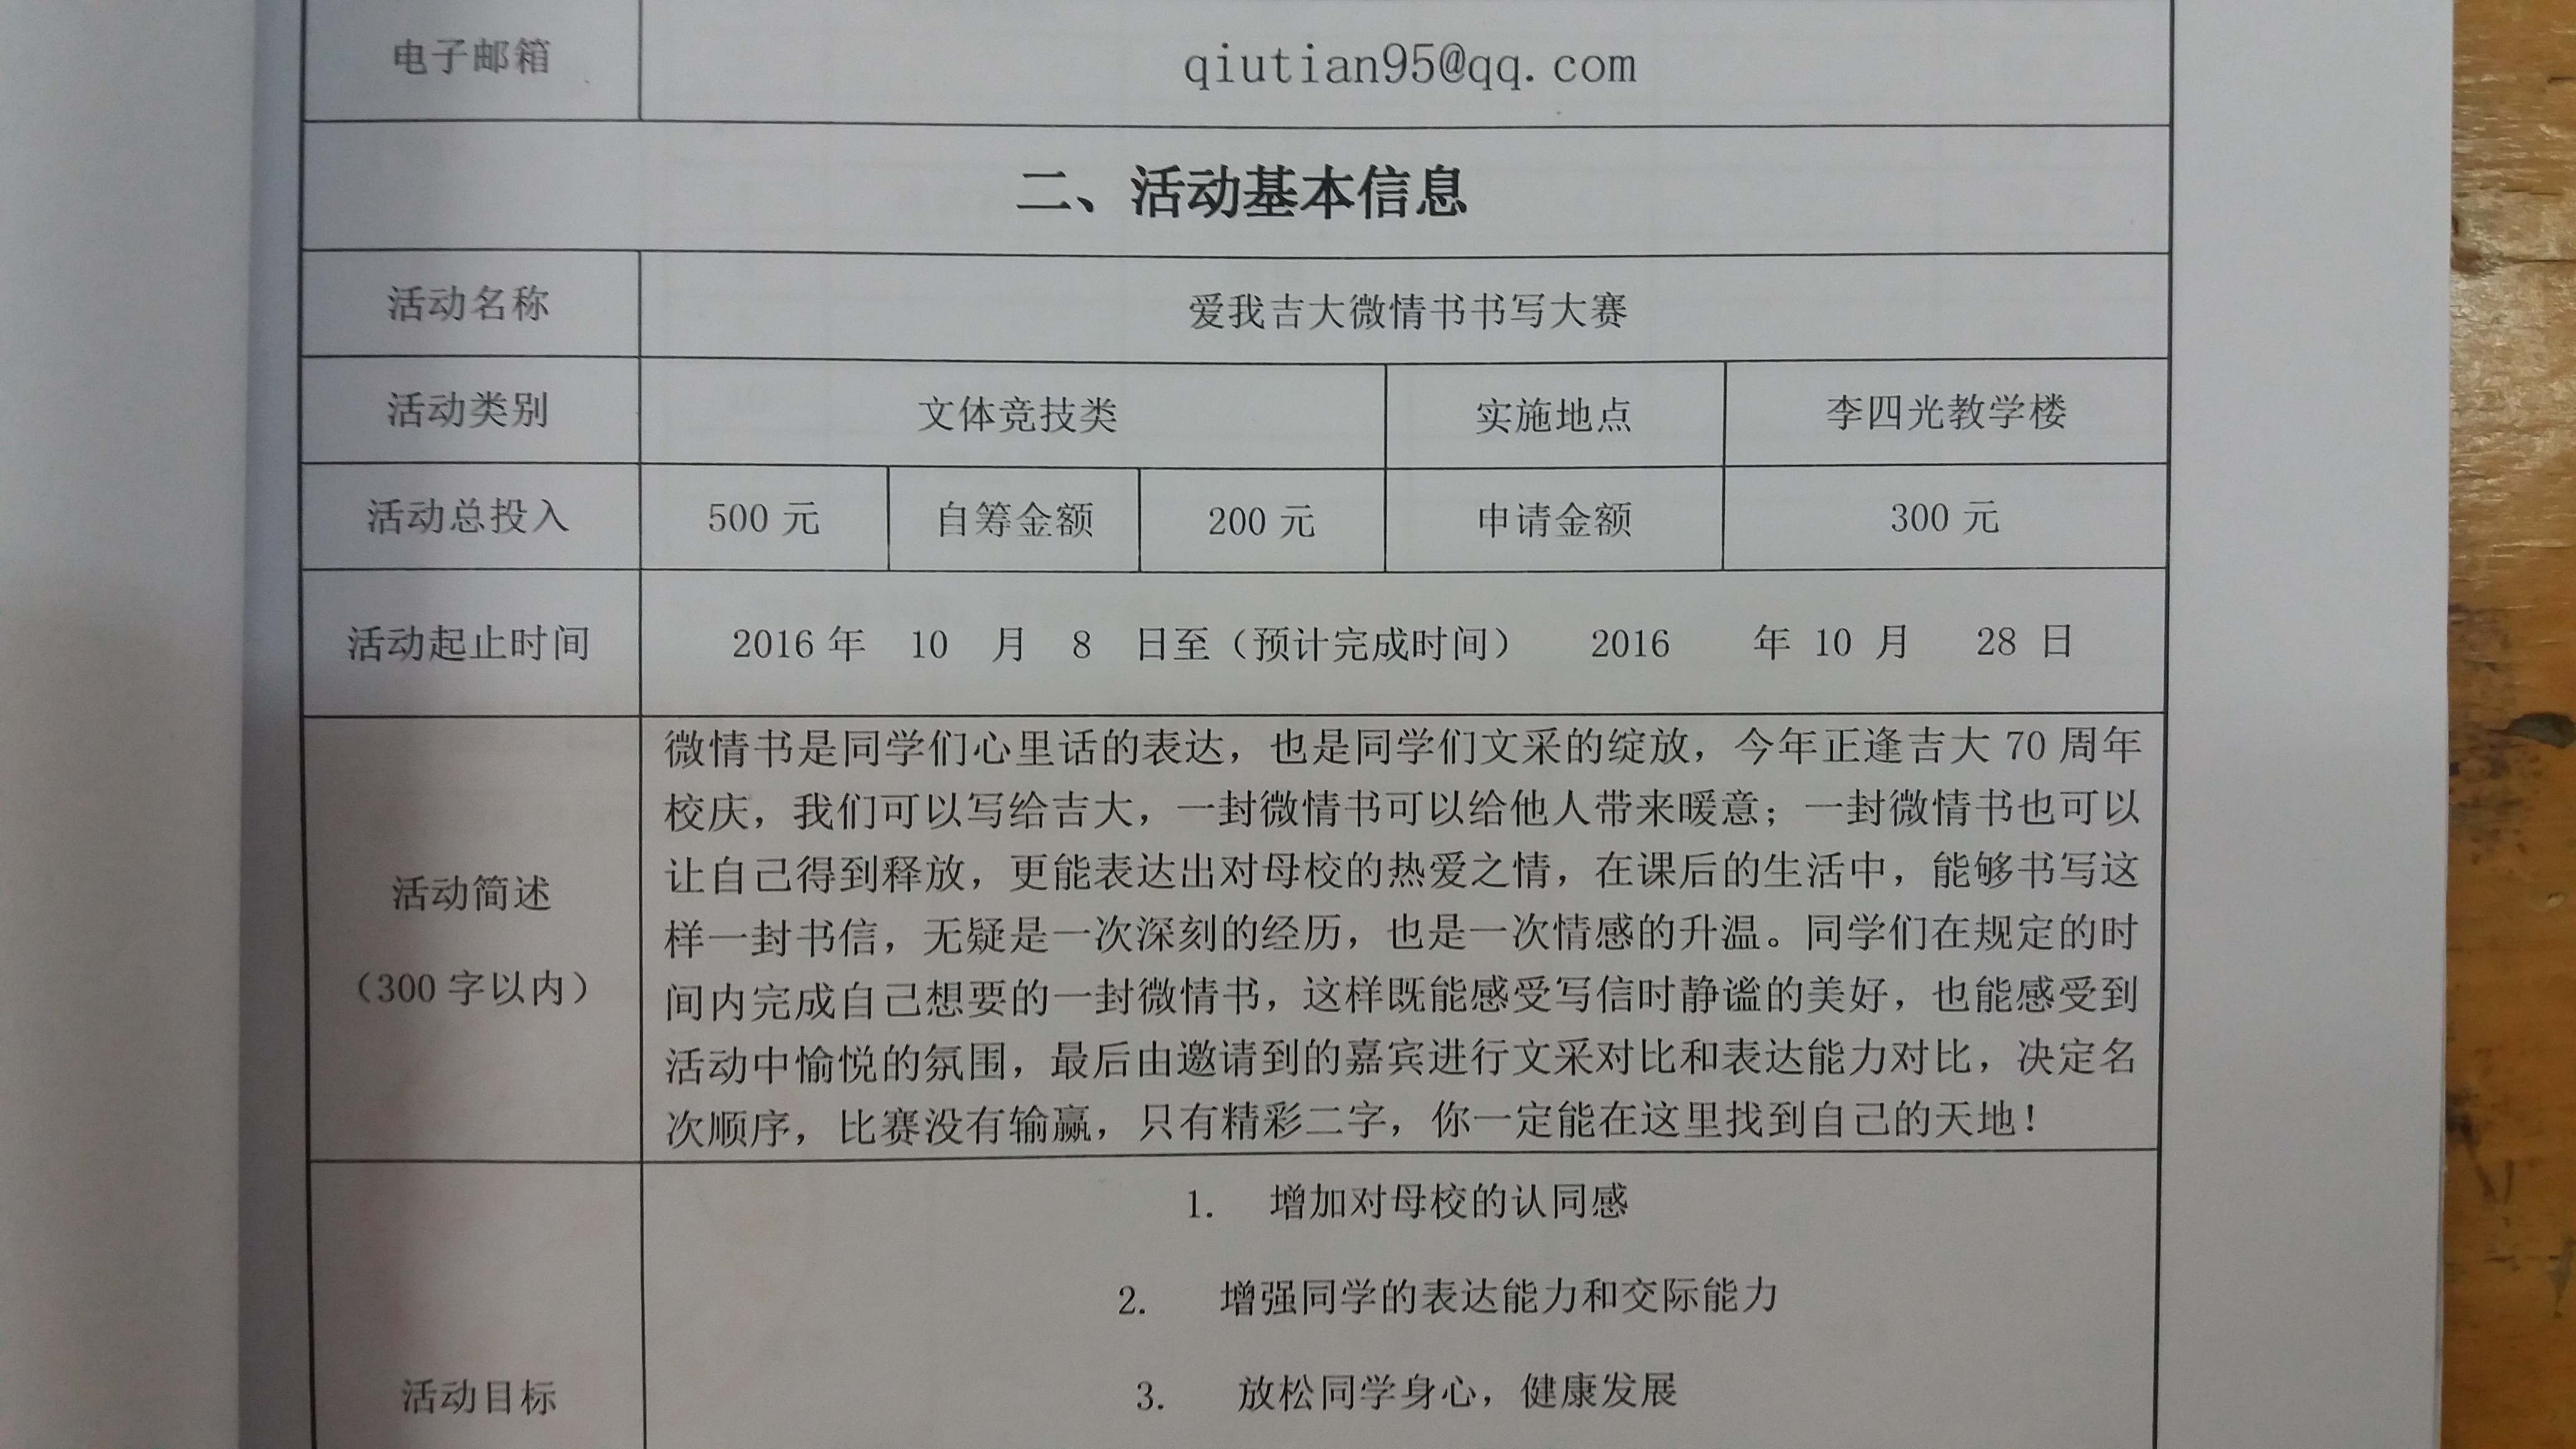 电子邮箱 qiutian95@qq.com
二、活动基本信息
活动名称 爱我吉大微情书书写大赛
活动类别 文体竞技类 实施地点 李四光教学楼
活动总投入 500 元 自筹金额 200 元 申请金额 300 元
活动起止时间 2016 年 10 月 8 日至（预计完成时间） 2016 年 10 月 28 日
活动简述
（300 字以内）
微情书是同学们心里话的表达，也是同学们文采的绽放，今年正逢吉大 70 周年
校庆，我们可以写给吉大，一封微情书可以给他人带来暖意；一封微情书也可以
让自己得到释放，更能表达出对母校的热爱之情，在课后的生活中，能够书写这
样一封书信，无疑是一次深刻的经历，也是一次情感的升温。同学们在规定的时
间内完成自己想要的一封微情书，这样既能感受写信时静谧的美好，也能感受到
活动中愉悦的氛围，最后由邀请到的嘉宾进行文采对比和表达能力对比，决定名
次顺序，比赛没有输赢，只有精彩二字，你一定能在这里找到自己的天地！
活动目标
1. 增加对母校的认同感
2. 增强同学的表达能力和交际能力
3. 放松同学身心，健康发展